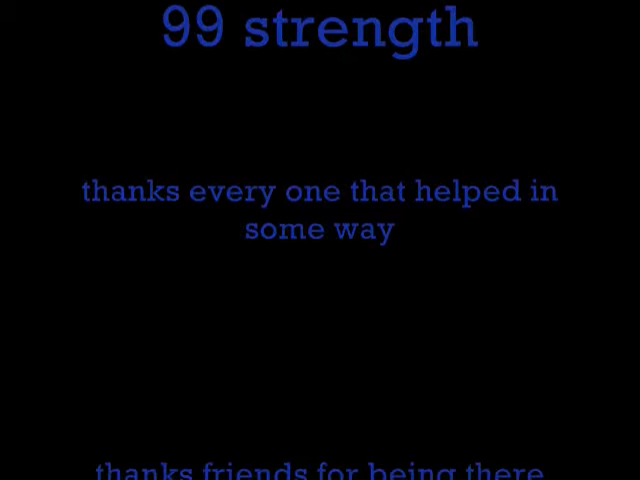 99 strength
thanks every one that helped in
some way
thanks friends for being there